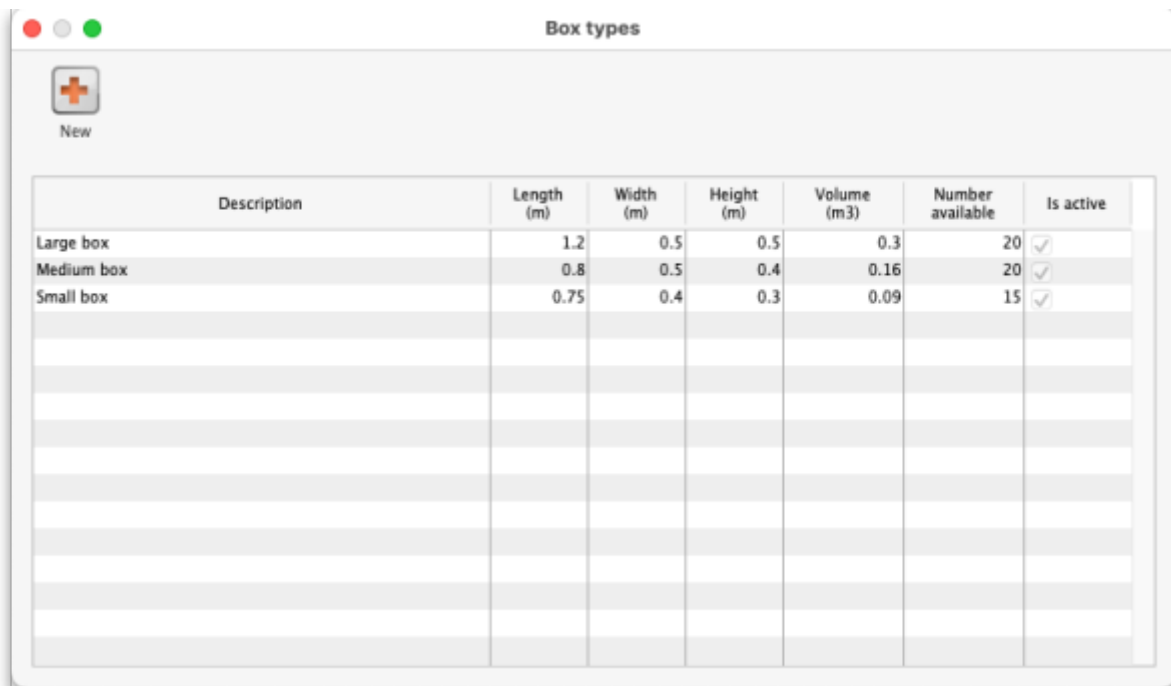 Box types
New
Description Length (m) Width (m) Height (m) Volume (m3) Number available Is active
Large box 1.2 0.5 0.5 0.3 20
Medium box 0.8 0.5 0.4 0.16 20
Small box 0.75 0.4 0.3 0.09 15